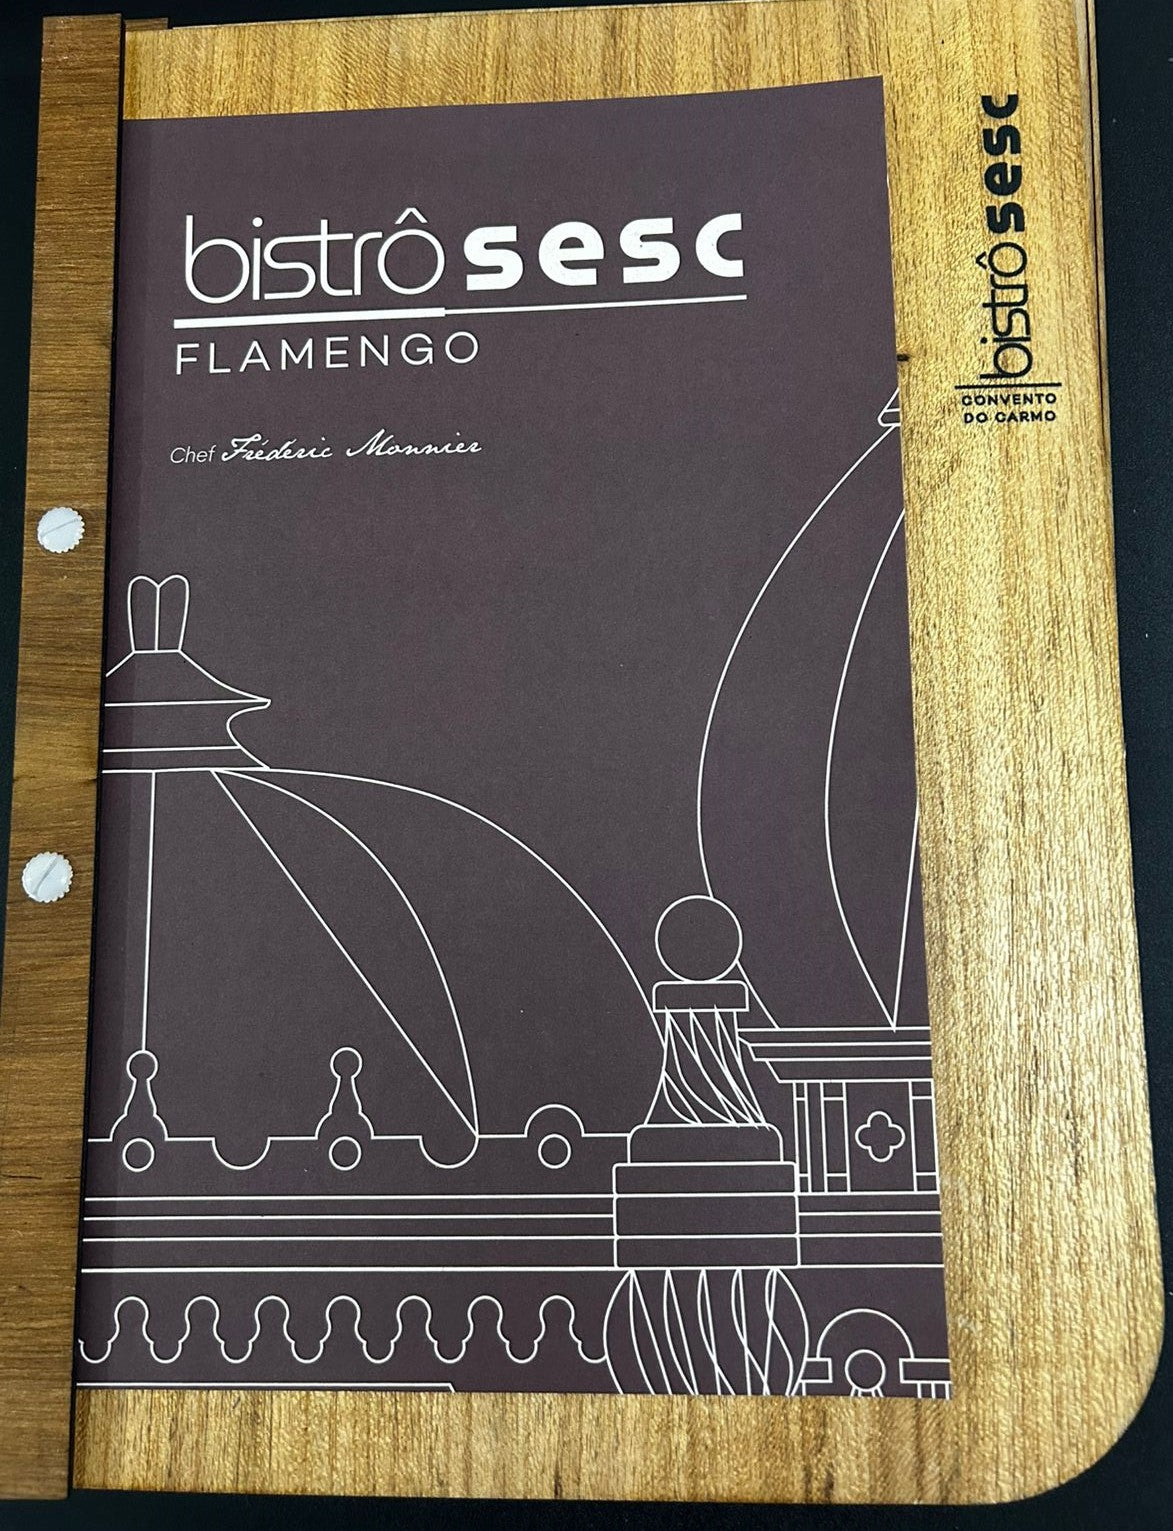 bistrô sesc
FLAMENGO
Chef Frédéric Monnier
bistrô sesc
CONVENTO
DO CARMO